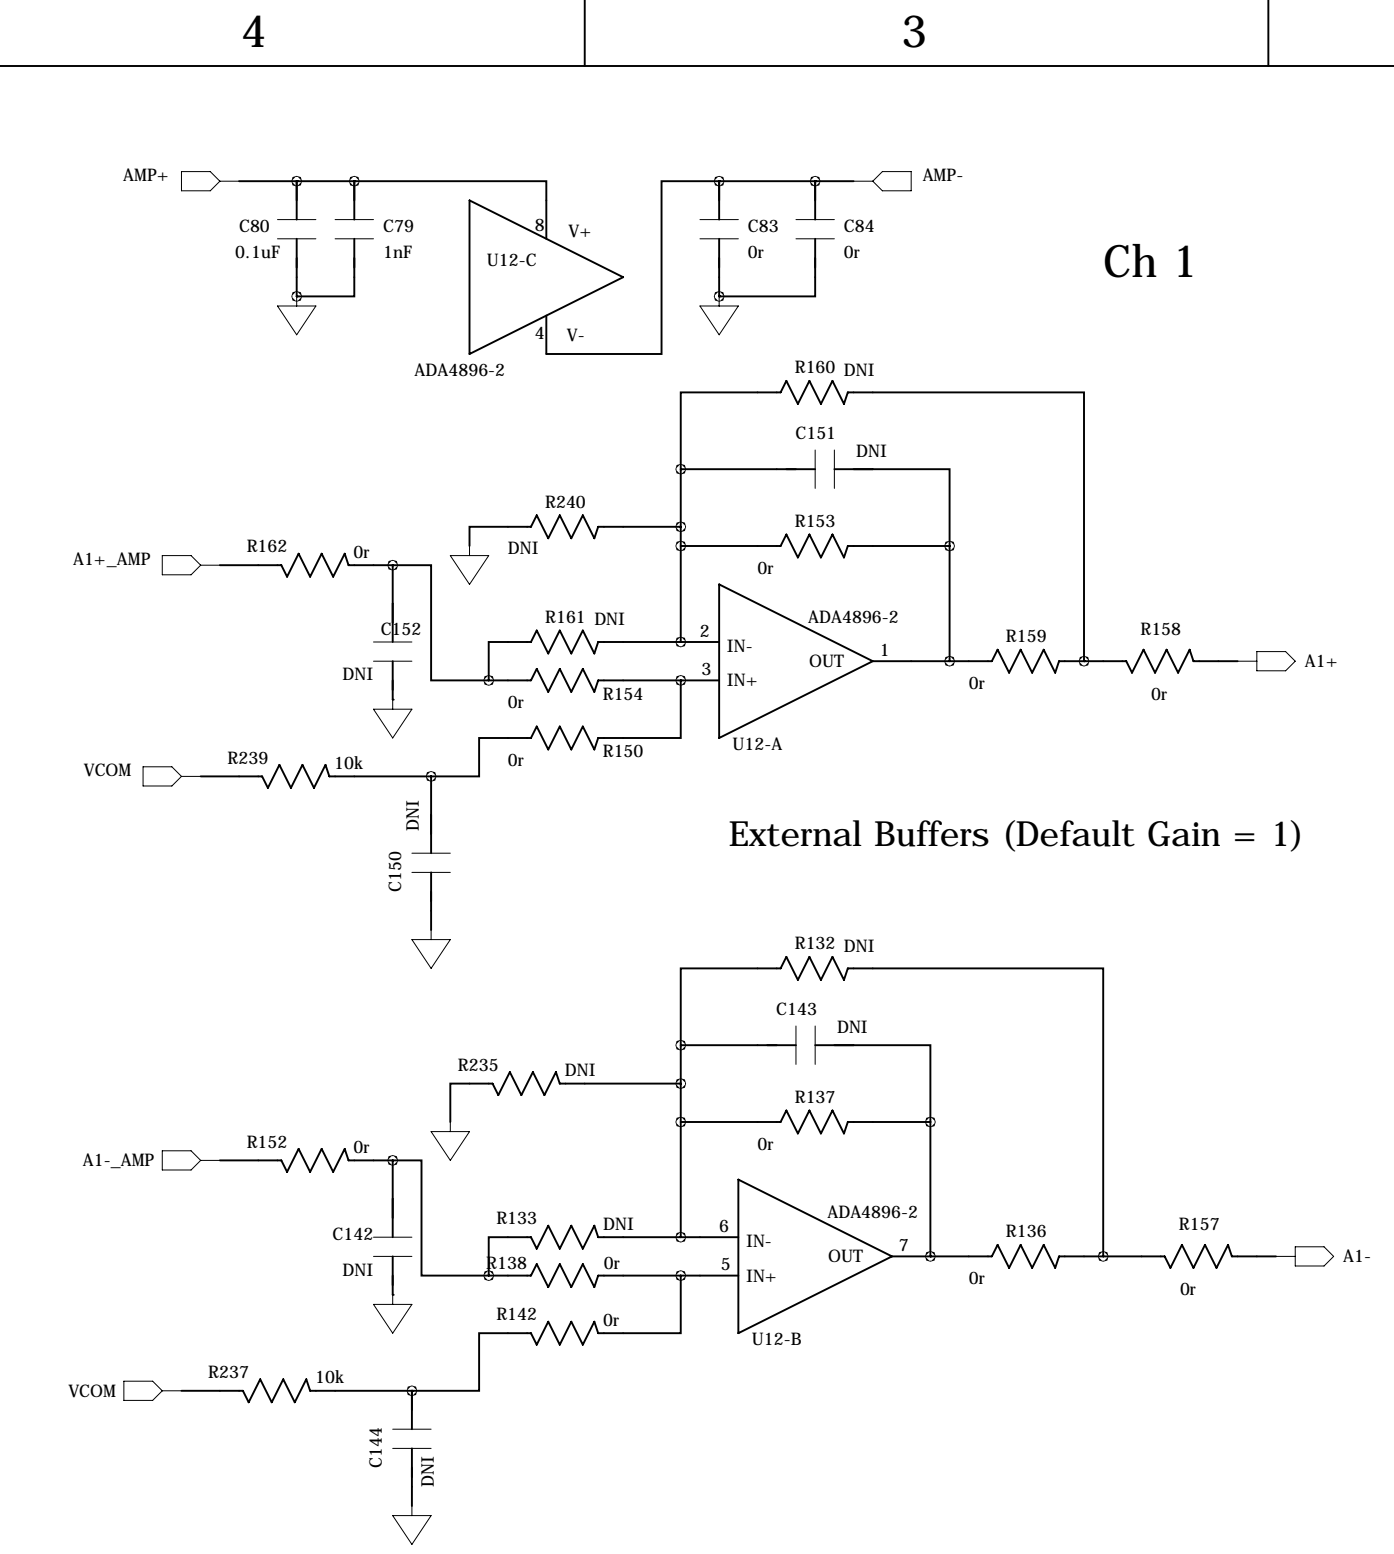 4 3
AMP+ AMP-
C80 C79 8 V+ C83 C84
0.1uF 1nF U12-C 0r 0r
Ch 1
4 V-
ADA4896-2
R160 DNI
C151
DNI
R240 R153
DNI 0r
A1+_AMP R162 0r
C152 R161 DNI 2 IN- ADA4896-2
DNI OUT 1 R159 R158 A1+
0r R154 3 IN+ 0r 0r
0r R150 U12-A
VCOM R239 10k
DNI
C150
External Buffers (Default Gain = 1)
R132 DNI
C143
DNI
R235 DNI R137
0r
A1-_AMP R152 0r
C142 R133 DNI 6 IN- ADA4896-2
DNI OUT 7 R136 R157 A1-
R138 0r 5 IN+ 0r 0r
R142 0r U12-B
VCOM R237 10k
C144
DNI